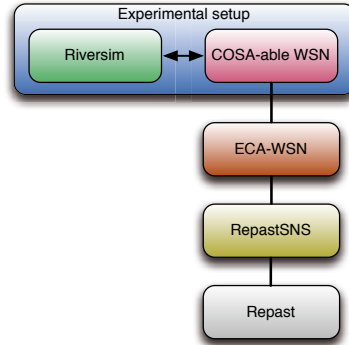 Experimental setup
Riversim
COSA-able WSN
ECA-WSN
RepastSNS
Repast